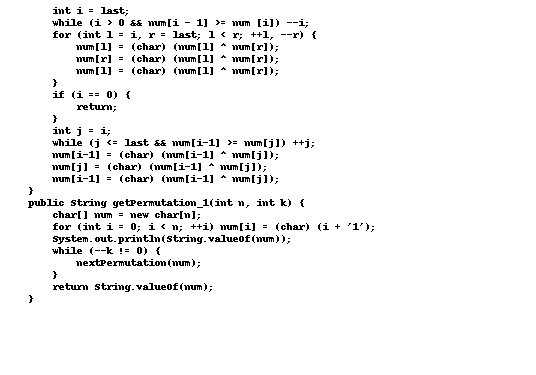 int i = last;
while (i > 0 && num[i - 1] >= num [i]) --i;
for (int l = i, r = last; l < r; ++l, --r) {
num[l] = (char) (num[l] ^ num[r]);
num[r] = (char) (num[l] ^ num[r]);
num[l] = (char) (num[l] ^ num[r]);
}
if (i == 0) {
return;
}
int j = i;
while (j <= last && num[i-1] >= num[j]) ++j;
num[i-1] = (char) (num[i-1] ^ num[j]);
num[j] = (char) (num[i-1] ^ num[j]);
num[i-1] = (char) (num[i-1] ^ num[j]);
}
public String getPermutation_1(int n, int k) {
char[] num = new char[n];
for (int i = 0; i < n; ++i) num[i] = (char) (i + '1');
System.out.println(String.valueOf(num));
while (--k != 0) {
nextPermutation(num);
}
return String.valueOf(num);
}